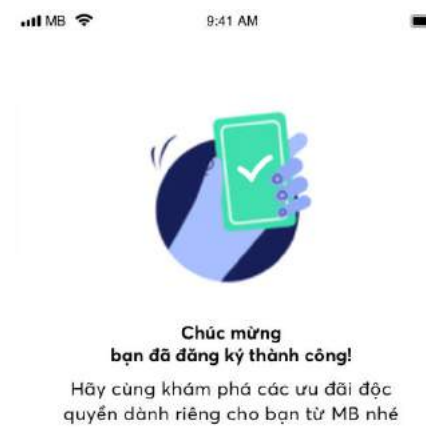 MB 9:41 AM
Chúc mừng
bạn đã đăng ký thành công!
Hãy cùng khám phá các ưu đãi độc
quyền dành riêng cho bạn từ MB nhé